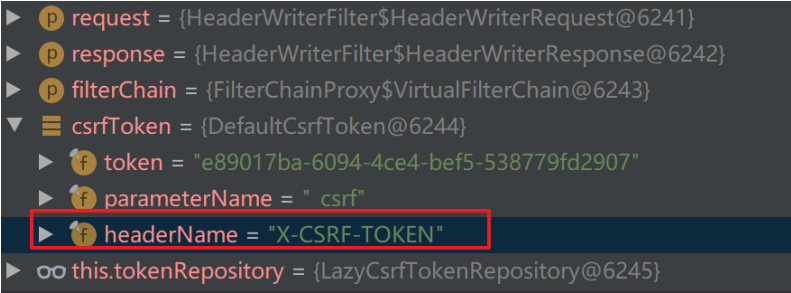 p request = {HeaderWriterFilter$HeaderWriterRequest@6241}
p response = {HeaderWriterFilter$HeaderWriterResponse@6242}
p filterChain = {FilterChainProxy$VirtualFilterChain@6243}
csrfToken = {DefaultCsrfToken@6244}
f token = "e89017ba-6094-4ce4-bef5-538779fd2907"
f parameterName = "_csrf"
f headerName = "X-CSRF-TOKEN"
this.tokenRepository = {LazyCsrfTokenRepository@6245}